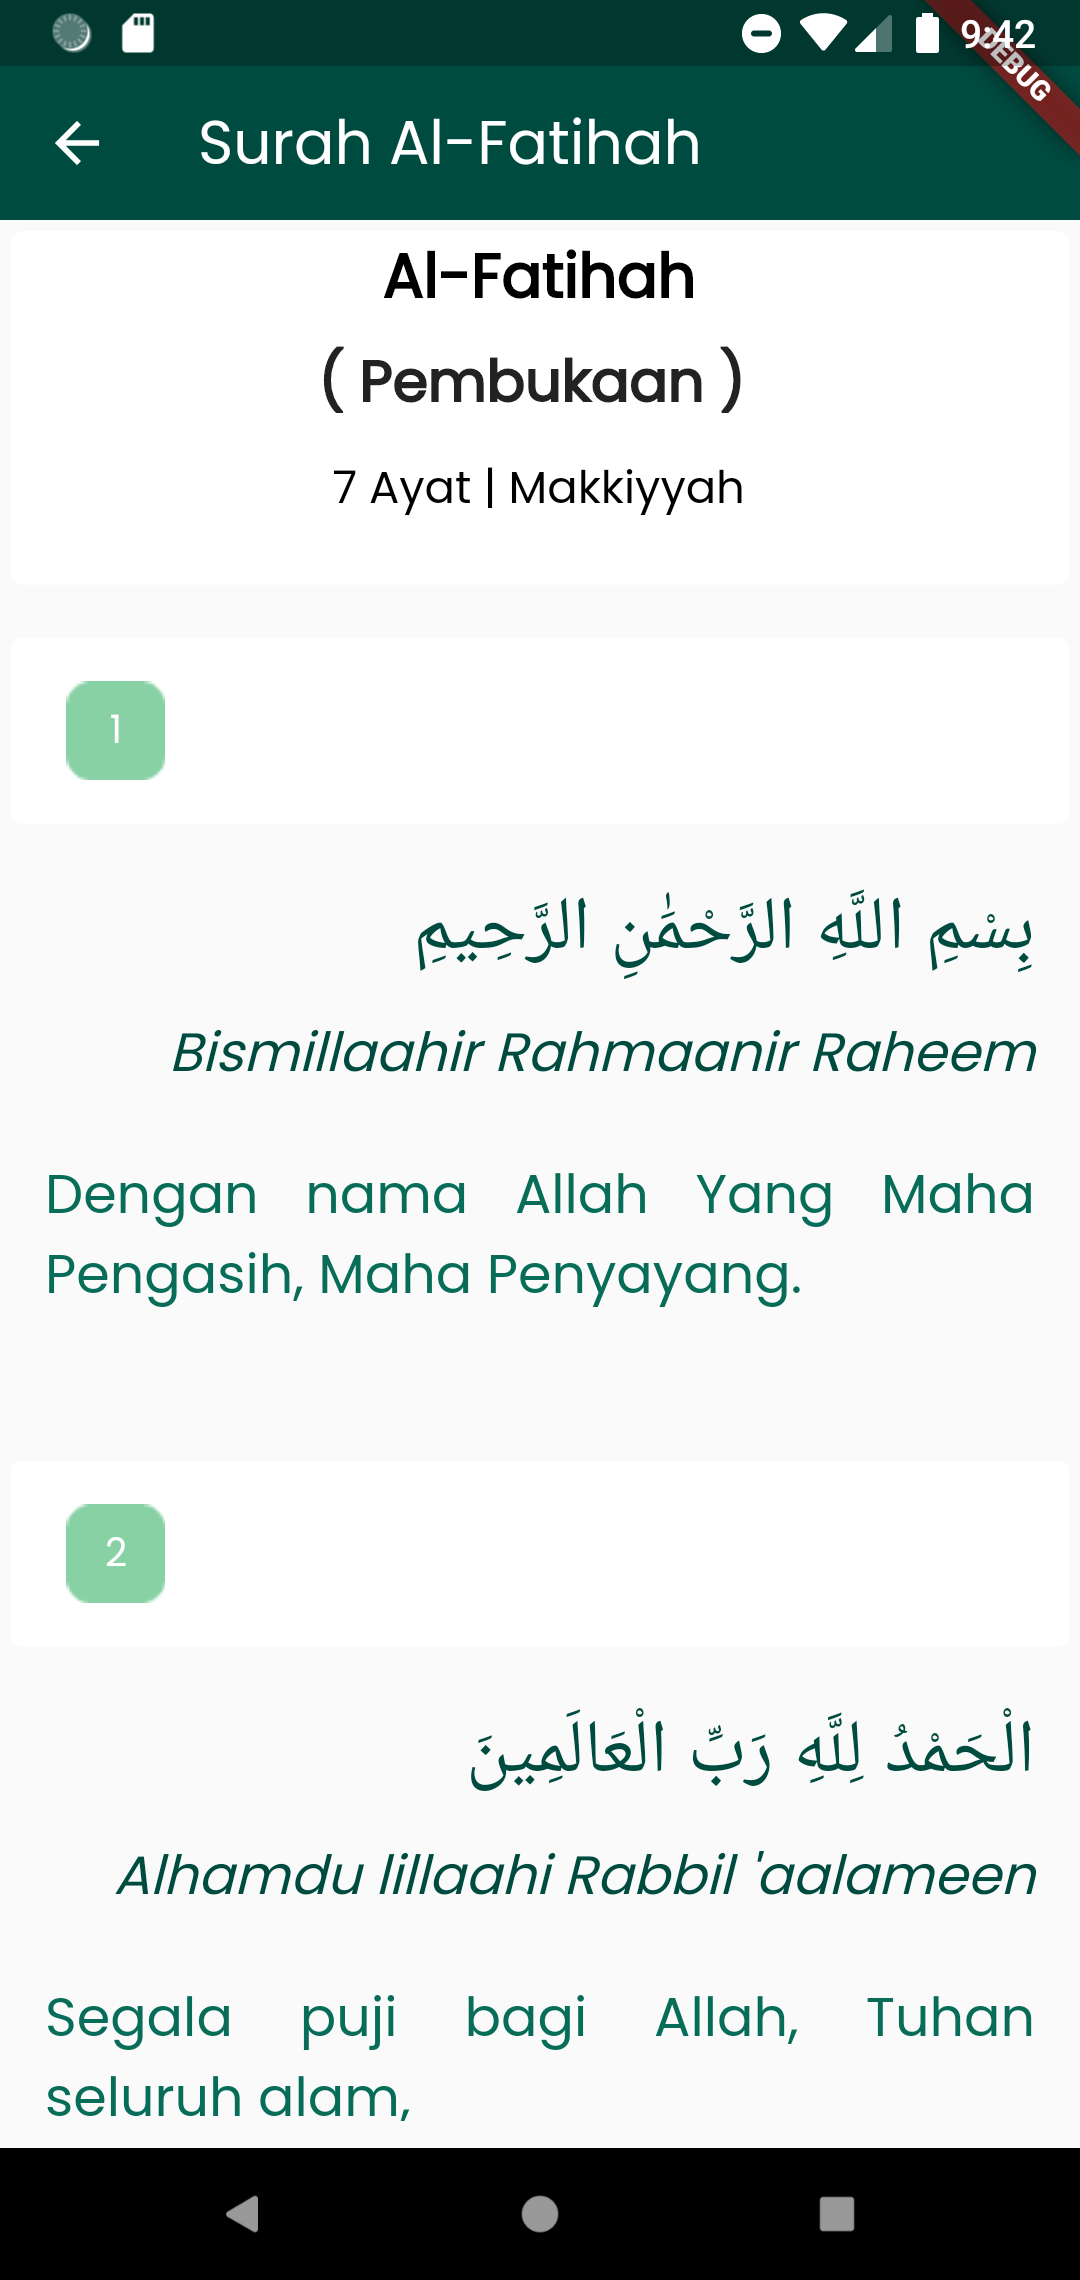 9:42
DEBUG
Surah Al-Fatihah
Al-Fatihah
( Pembukaan )
7 Ayat | Makkiyyah
1
بِسْمِ اللَّهِ الرَّحْمَٰنِ الرَّحِيمِ
Bismillaahir Rahmaanir Raheem
Dengan nama Allah Yang Maha
Pengasih, Maha Penyayang.
2
الْحَمْدُ لِلَّهِ رَبِّ الْعَالَمِينَ
Alhamdu lillaahi Rabbil 'aalameen
Segala puji bagi Allah, Tuhan
seluruh alam,